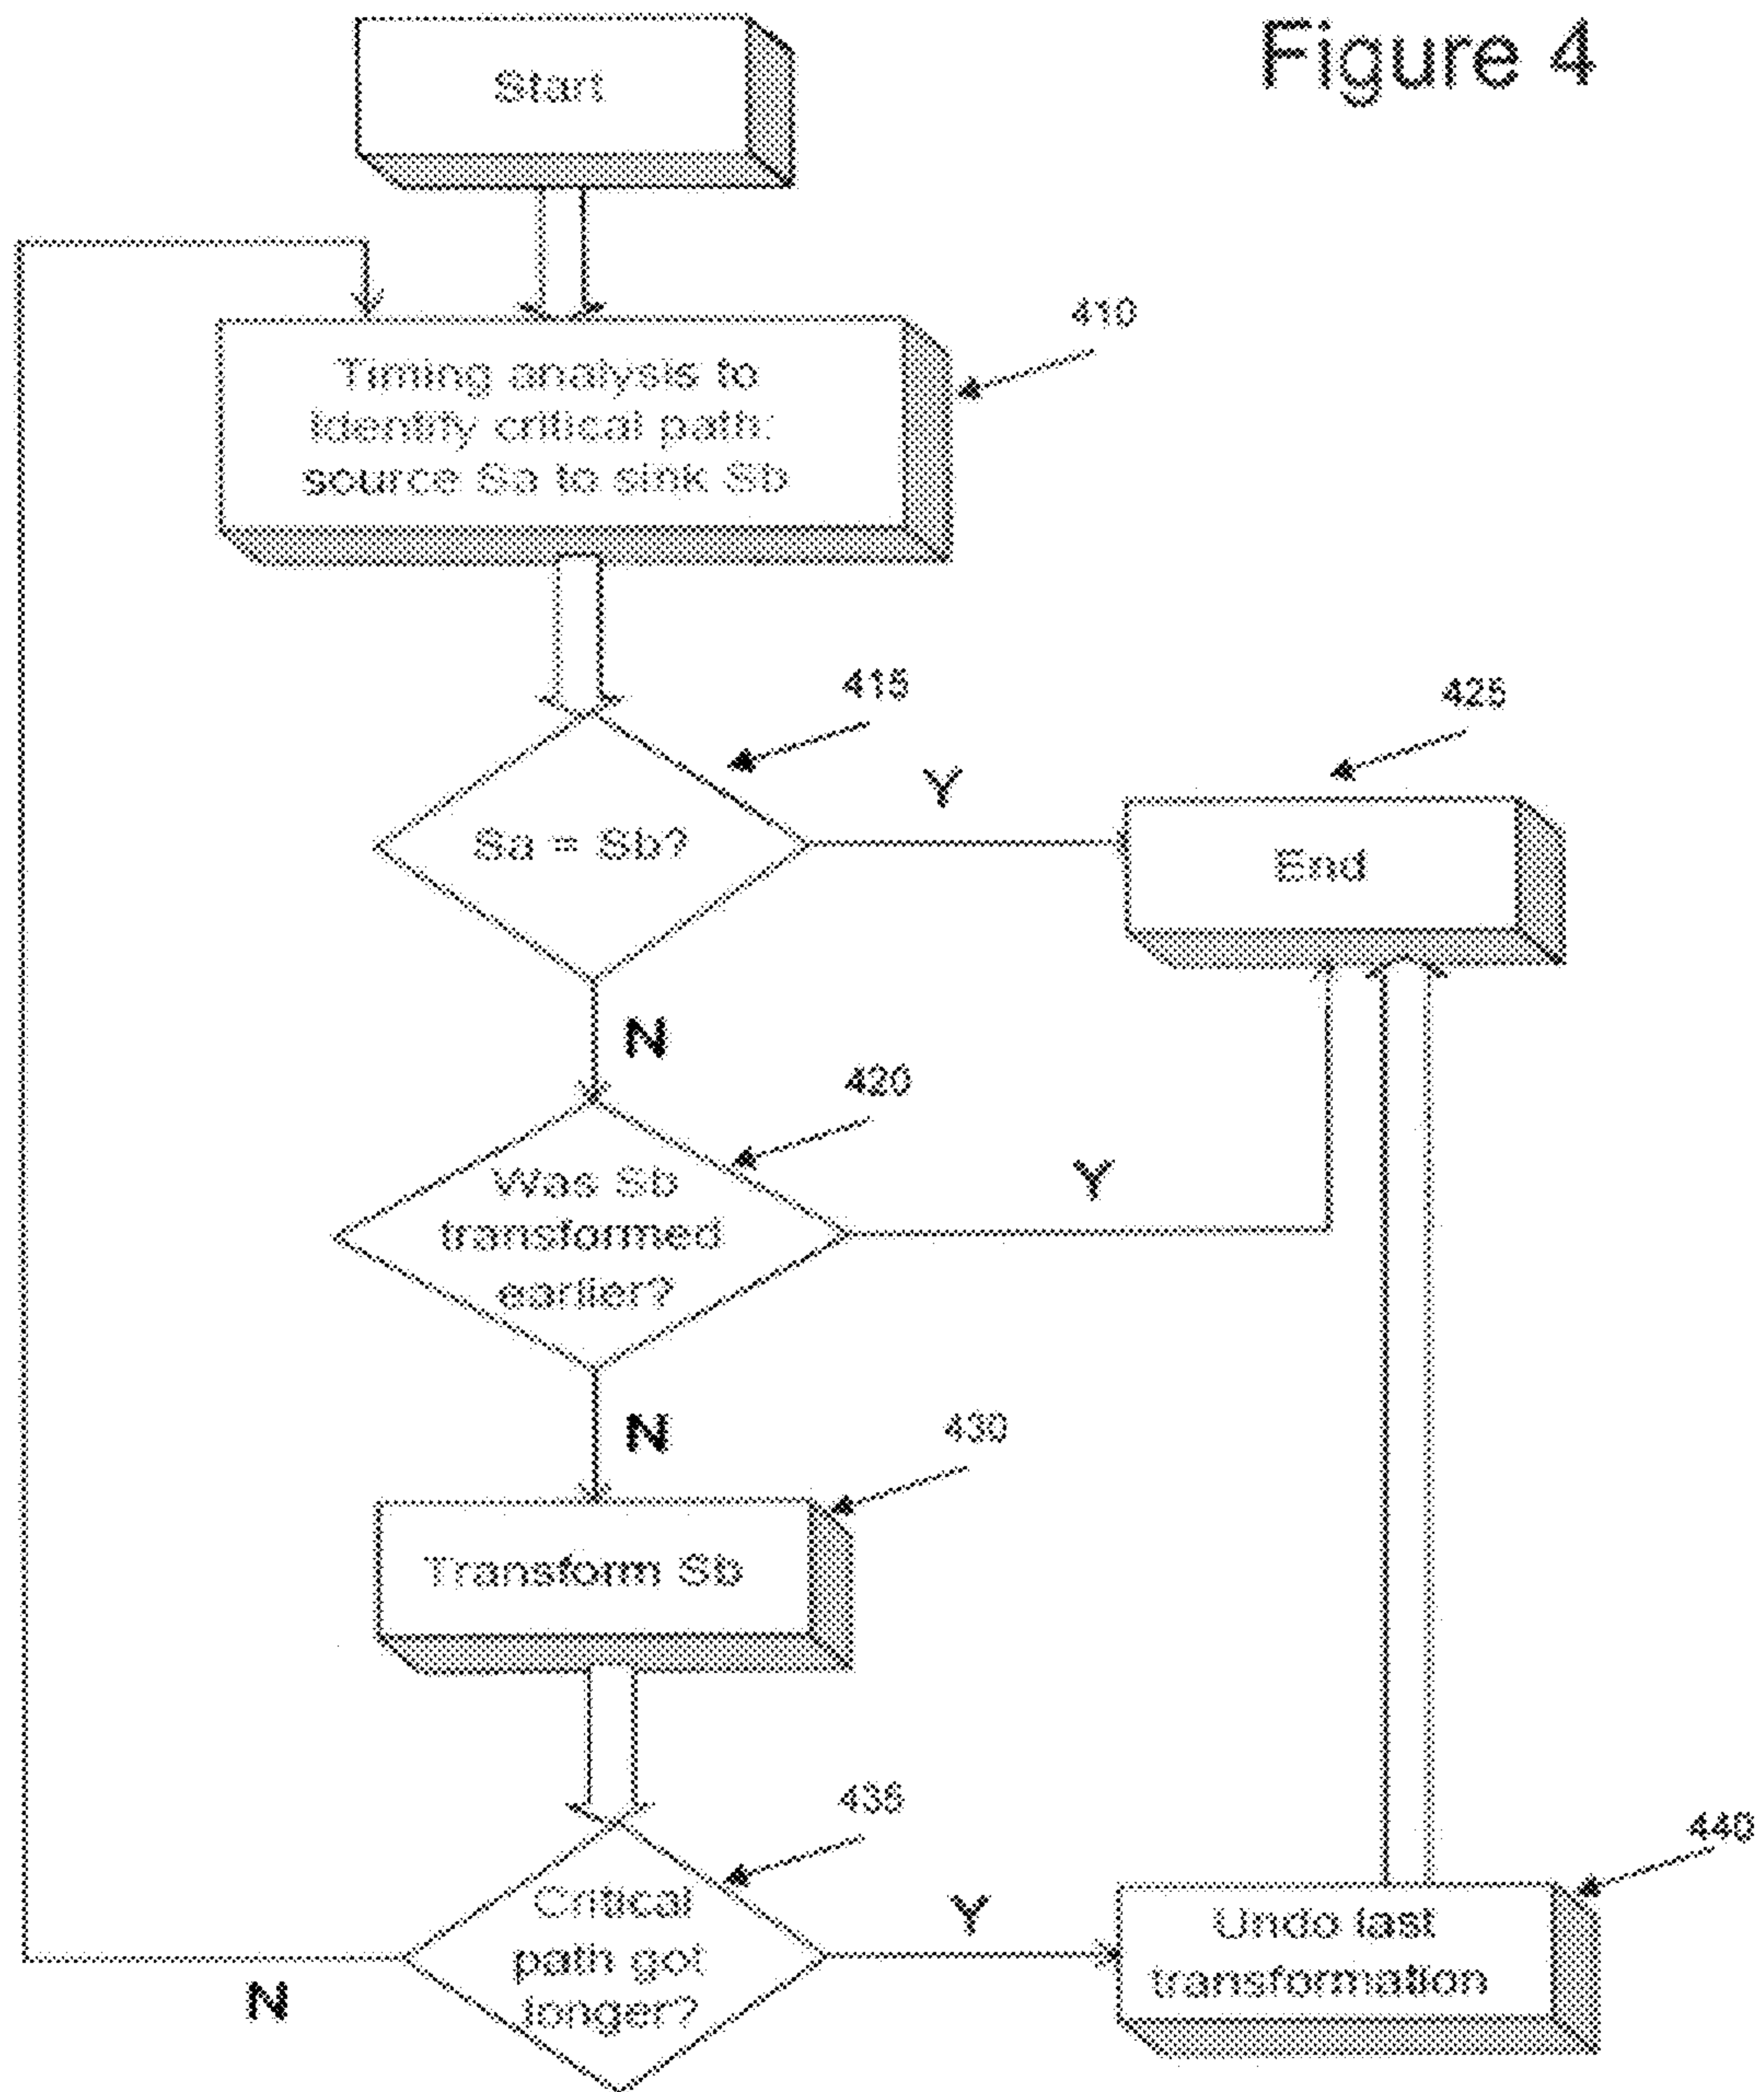 Figure 4
Start
410
Timing analysis to
identify critical path:
source Sa to sink Sb
415
425
Y
Sa = Sb?
End
N
420
Was Sb
transformed
earlier?
Y
N
430
Transform Sb
435
440
Critical
path got
longer?
Y
Undo last
transformation
N